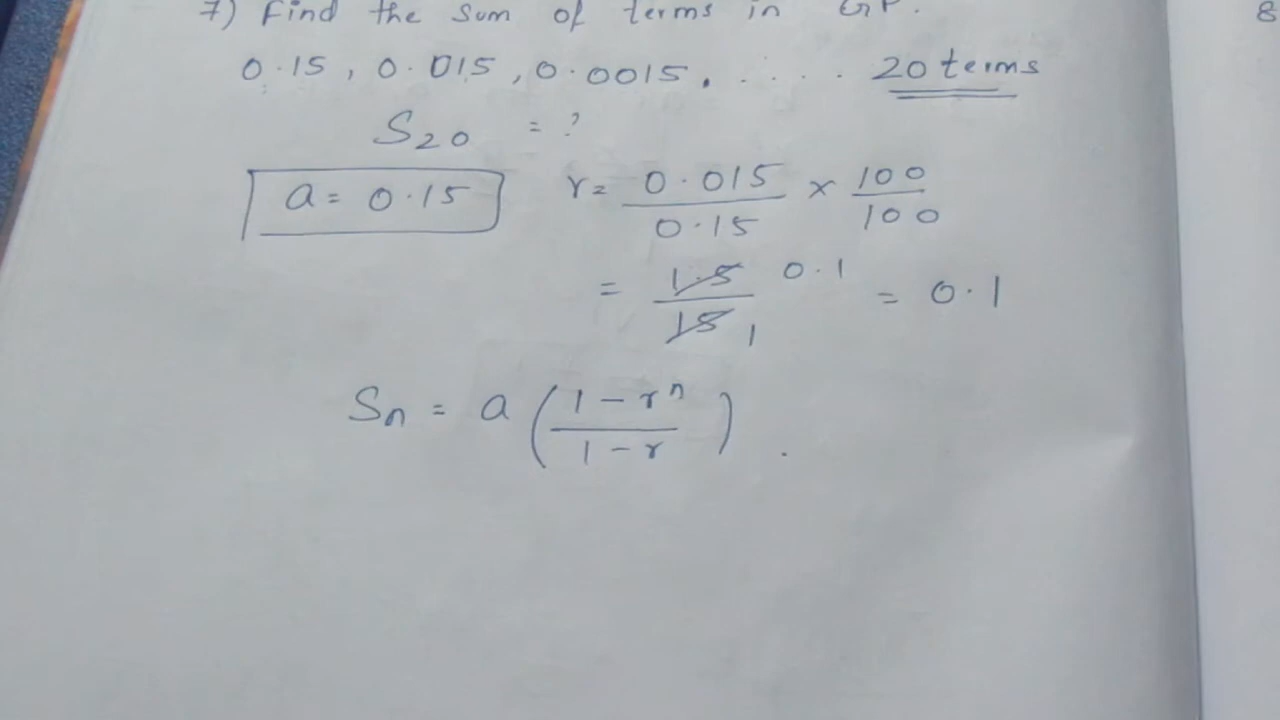 7) Find the sum of terms in GP.
0.15, 0.015, 0.0015, ..... 20 terms
S₂₀ = ?
a = 0.15 r = 0.015/0.15 × 100/100
= 1.5/15 0.1/1 = 0.1
Sₙ = a((1 - rⁿ)/(1 - r)).
8